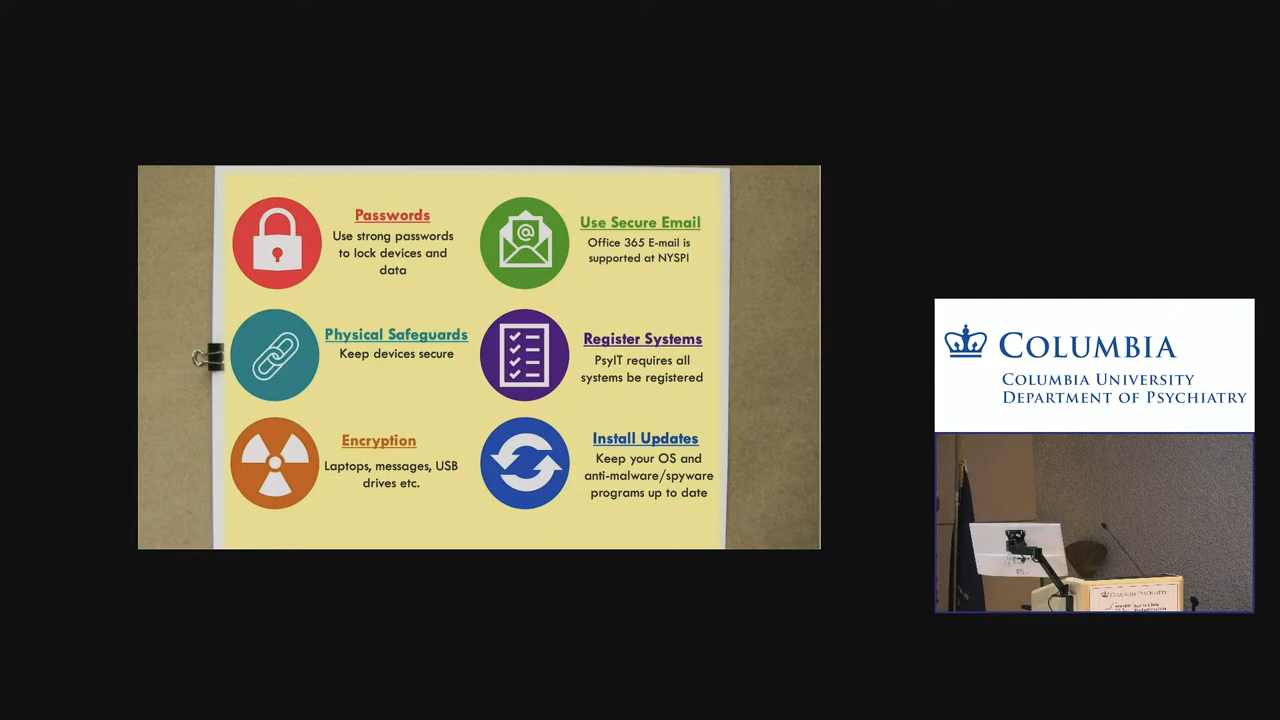 Passwords
Use strong passwords
to lock devices and
data
Use Secure Email
Office 365 E-mail is
supported at NYSPI
Physical Safeguards
Keep devices secure
Register Systems
PsyIT requires all
systems be registered
Encryption
Laptops, messages, USB
drives etc.
Install Updates
Keep your OS and
anti-malware/spyware
programs up to date
COLUMBIA
COLUMBIA UNIVERSITY
DEPARTMENT OF PSYCHIATRY
COLUMBIA PSYCHIATRY